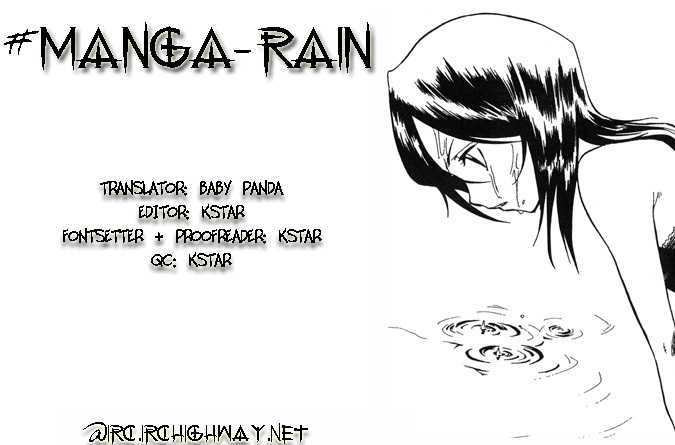 #MANGA-RAIN
TRANSLATOR: BABY PANDA
EDITOR: KSTAR
FONTSETTER + PROOFREADER: KSTAR
QC: KSTAR
@IRC.IRCHIGHWAY.NET